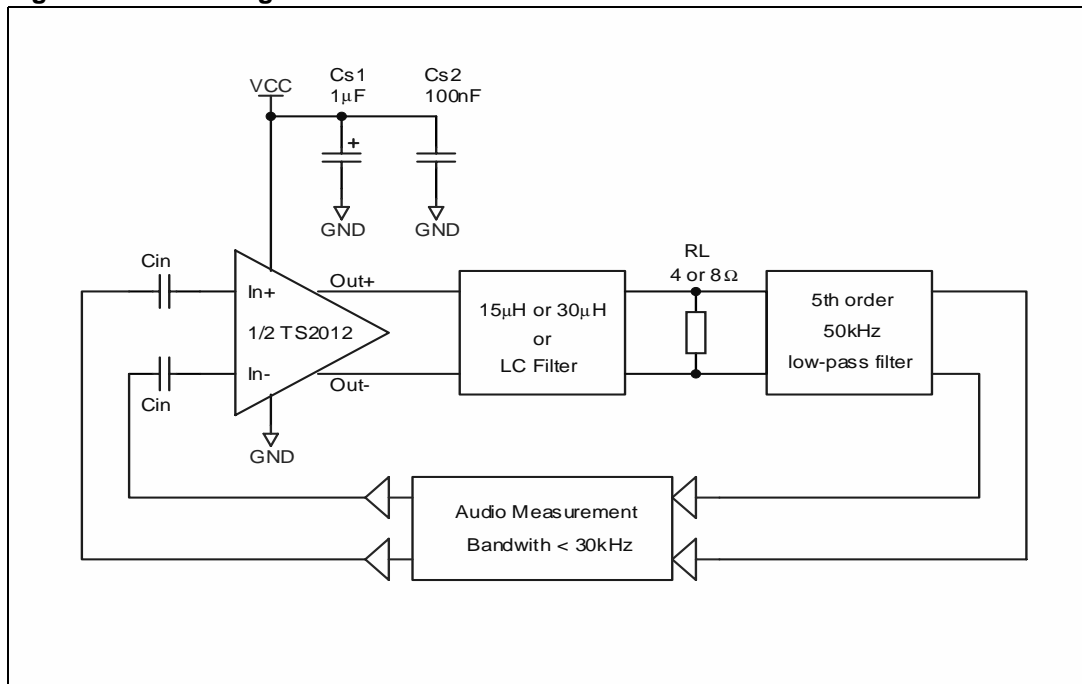 VCC
Cs1
1μF
Cs2
100nF
+
GND
GND
Cin
In+
Out+
1/2 TS2012
In-
Out-
Cin
GND
15μH or 30μH
or
LC Filter
RL
4 or 8Ω
5th order
50kHz
low-pass filter
Audio Measurement
Bandwith < 30kHz